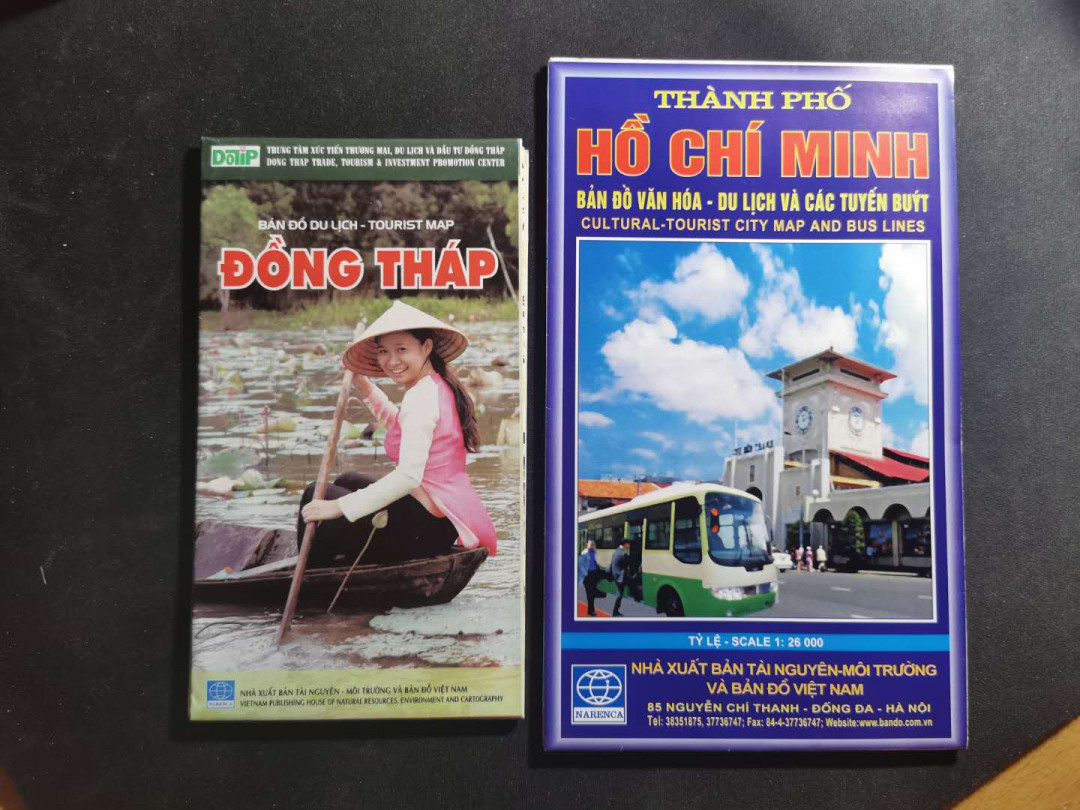 DoTIP
TRUNG TÂM XÚC TIẾN THƯƠNG MẠI, DU LỊCH VÀ ĐẦU TƯ ĐỒNG THÁP
DONG THAP TRADE, TOURISM & INVESTMENT PROMOTION CENTER
BẢN ĐỒ DU LỊCH - TOURIST MAP
ĐỒNG THÁP
NARENCA
NHÀ XUẤT BẢN TÀI NGUYÊN - MÔI TRƯỜNG VÀ BẢN ĐỒ VIỆT NAM
VIETNAM PUBLISHING HOUSE OF NATURAL RESOURCES, ENVIRONMENT AND CARTOGRAPHY
THÀNH PHỐ
HỒ CHÍ MINH
BẢN ĐỒ VĂN HÓA - DU LỊCH VÀ CÁC TUYẾN BUÝT
CULTURAL-TOURIST CITY MAP AND BUS LINES
TỶ LỆ - SCALE 1: 26 000
NARENCA
NHÀ XUẤT BẢN TÀI NGUYÊN-MÔI TRƯỜNG
VÀ BẢN ĐỒ VIỆT NAM
85 NGUYỄN CHÍ THANH - ĐỐNG ĐA - HÀ NỘI
Tel: 38351875, 37736747; Fax: 84-4-37736747; Website:www.bando.com.vn